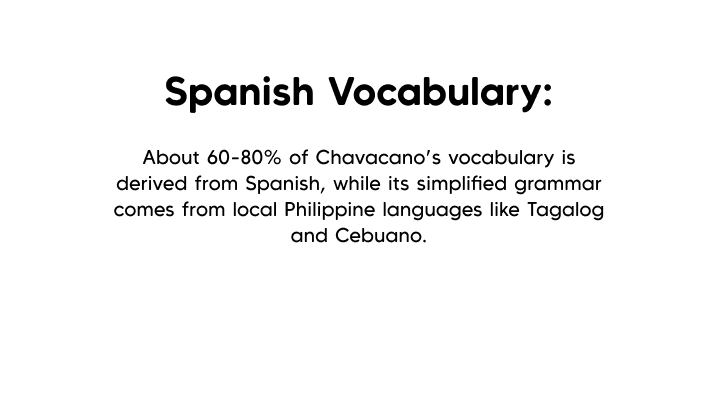 Spanish Vocabulary:
About 60-80% of Chavacano's vocabulary is
derived from Spanish, while its simplified grammar
comes from local Philippine languages like Tagalog
and Cebuano.